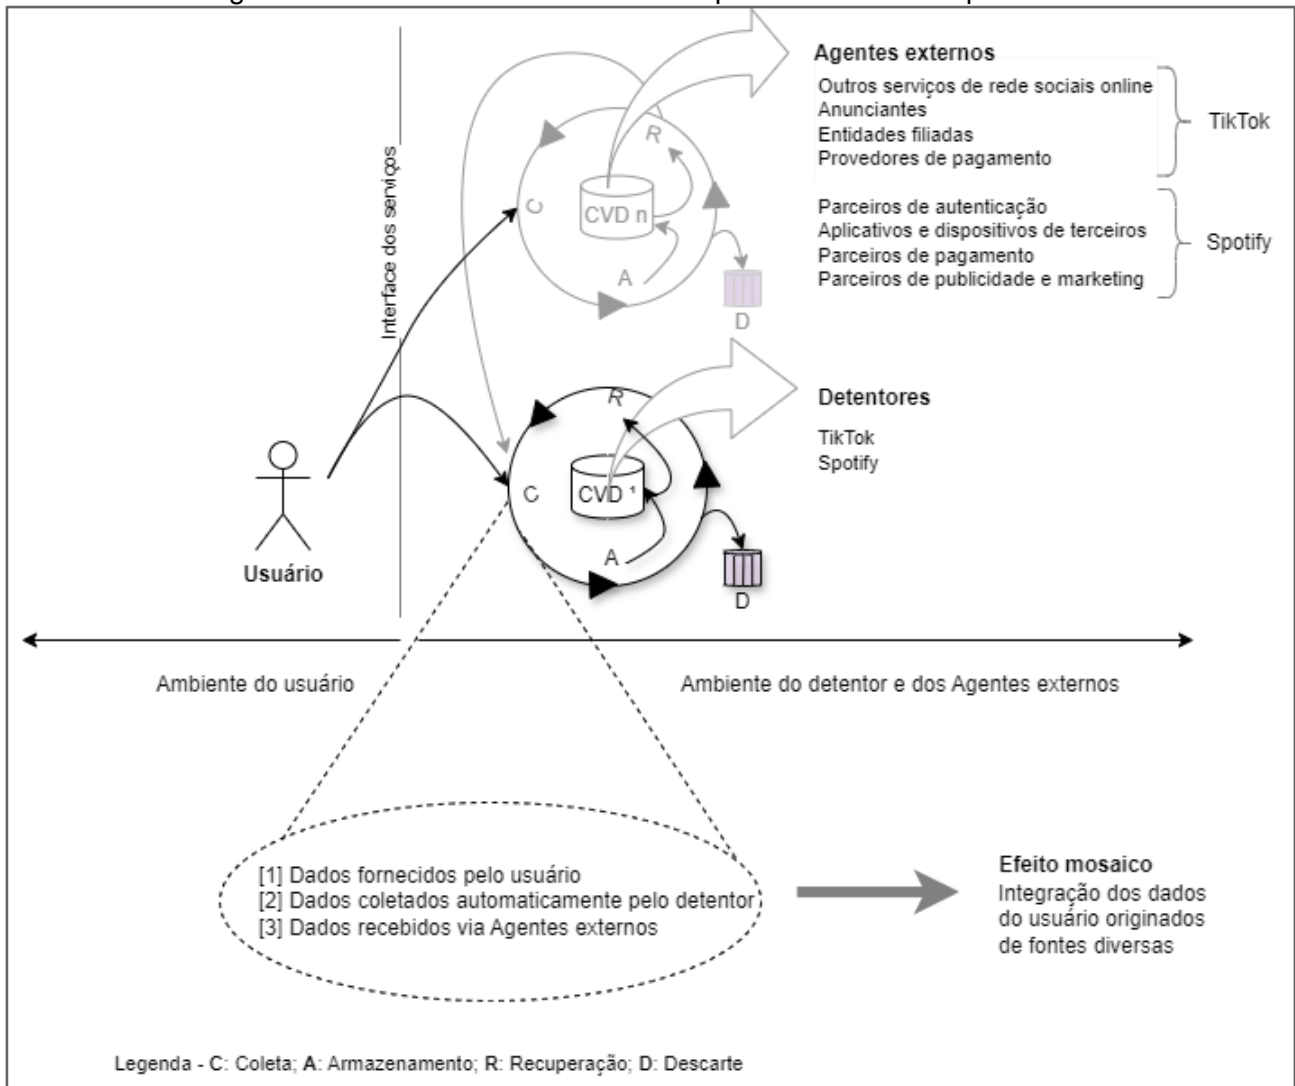 Agentes externos
Outros serviços de rede sociais online
Anunciantes
Entidades filiadas
Provedores de pagamento
TikTok
Parceiros de autenticação
Aplicativos e dispositivos de terceiros
Parceiros de pagamento
Parceiros de publicidade e marketing
Spotify
Interface dos serviços
R
C
CVD n
A
D
Detentores
TikTok
Spotify
R
C
CVD ¹
A
D
Usuário
Ambiente do usuário
Ambiente do detentor e dos Agentes externos
[1] Dados fornecidos pelo usuário
[2] Dados coletados automaticamente pelo detentor
[3] Dados recebidos via Agentes externos
Efeito mosaico
Integração dos dados
do usuário originados
de fontes diversas
Legenda - C: Coleta; A: Armazenamento; R: Recuperação; D: Descarte